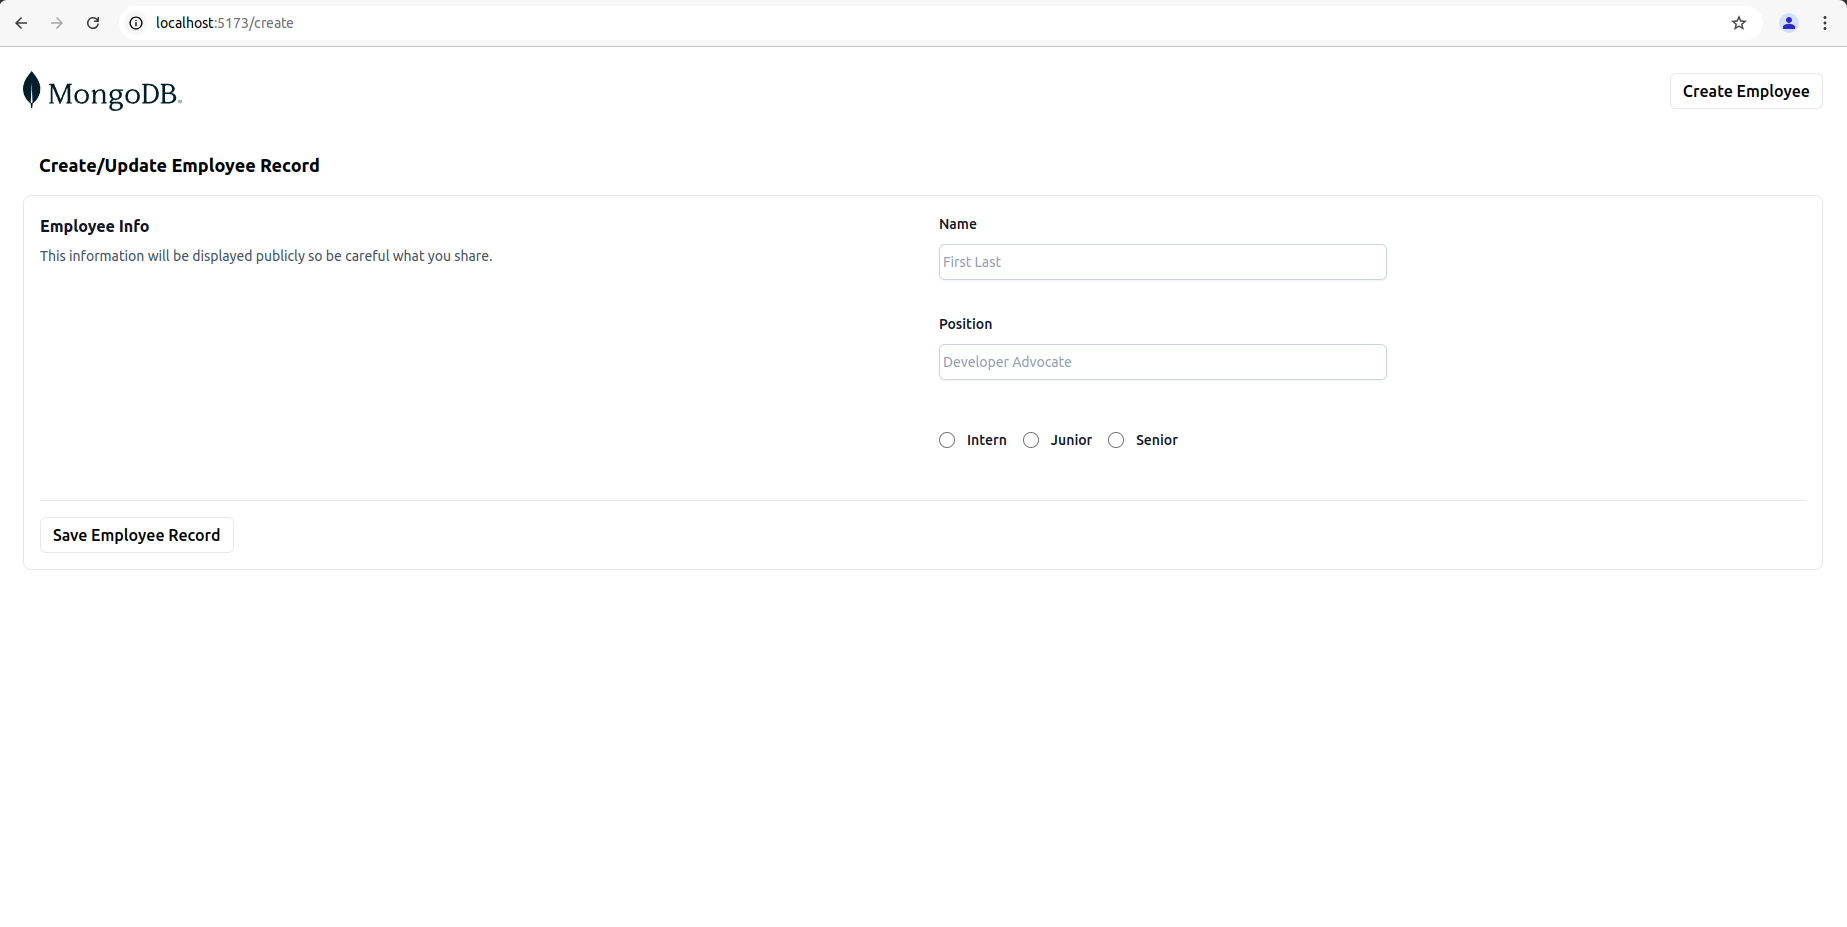 localhost:5173/create
MongoDB.
Create Employee
Create/Update Employee Record
Employee Info
This information will be displayed publicly so be careful what you share.
Name
First Last
Position
Developer Advocate
Intern Junior Senior
Save Employee Record